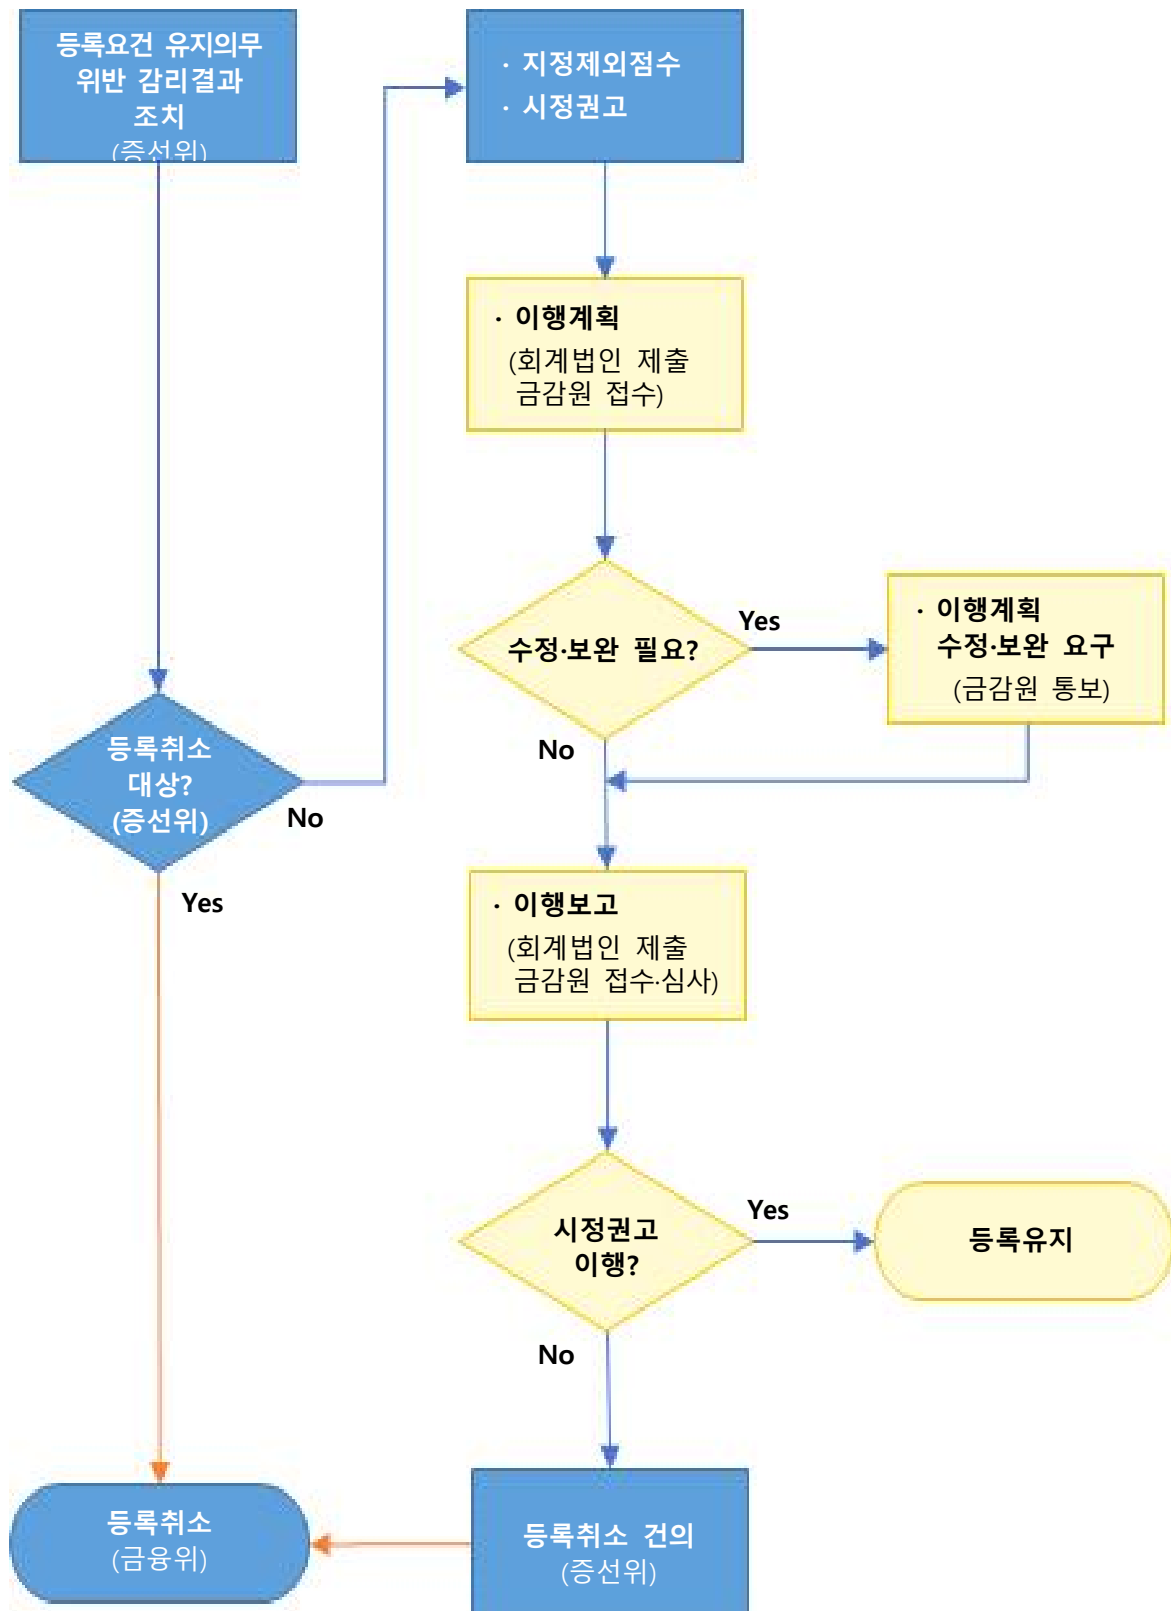 등록요건 유지의무
위반 감리결과
조치
(증선위)
· 지정제외점수
· 시정권고
· 이행계획
(회계법인 제출
금감원 접수)
수정·보완 필요?
Yes
· 이행계획
수정·보완 요구
(금감원 통보)
No
등록취소
대상?
(증선위)
No
Yes
· 이행보고
(회계법인 제출
금감원 접수·심사)
시정권고
이행?
Yes
등록유지
No
등록취소
(금융위)
등록취소 건의
(증선위)